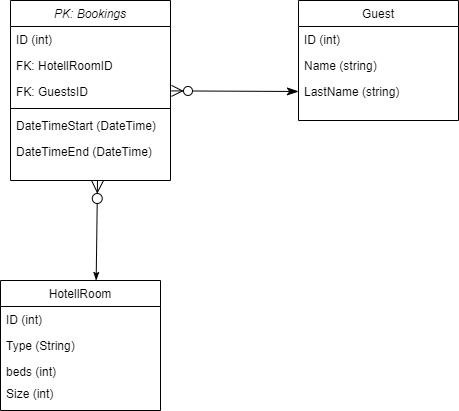 PK: Bookings
ID (int)
FK: HotellRoomID
FK: GuestsID
DateTimeStart (DateTime)
DateTimeEnd (DateTime)
Guest
ID (int)
Name (string)
LastName (string)
HotellRoom
ID (int)
Type (String)
beds (int)
Size (int)